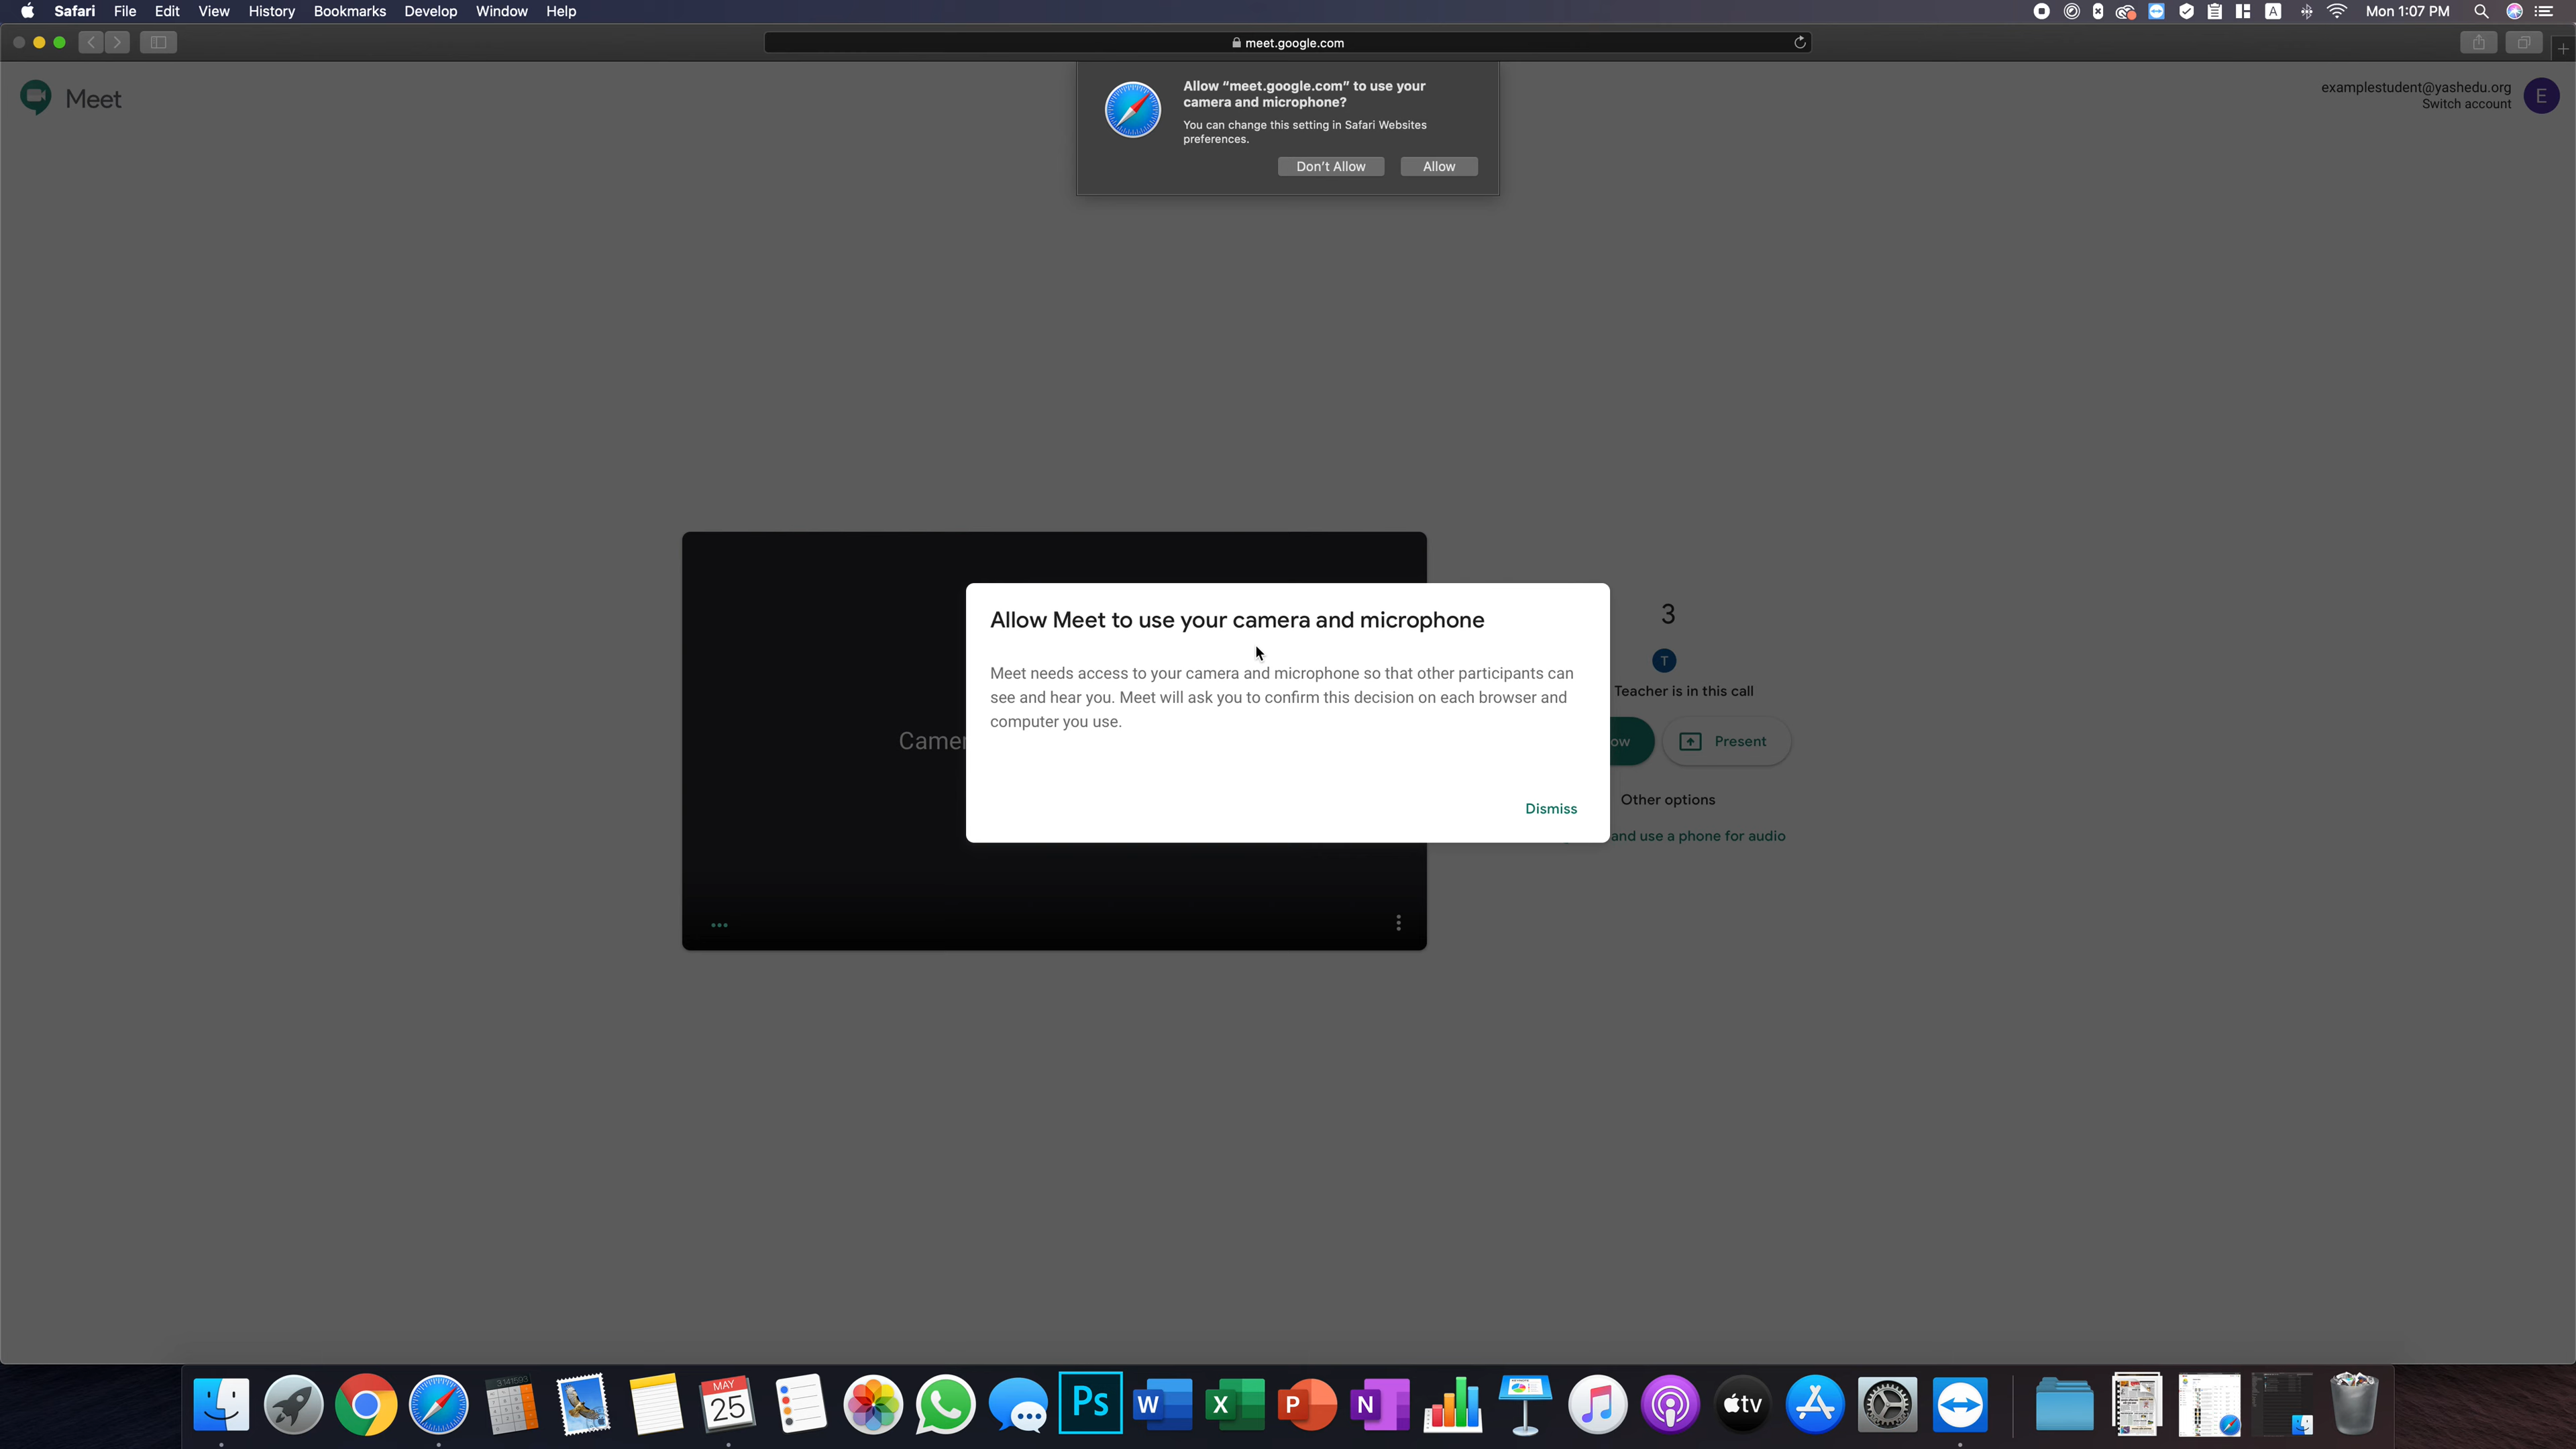 Safari File Edit View History Bookmarks Develop Window Help
A Mon 1:07 PM
meet.google.com
Meet
Allow “meet.google.com” to use your
camera and microphone?
You can change this setting in Safari Websites
preferences.
Don’t Allow Allow
examplestudent@yashedu.org
Switch account
E
Allow Meet to use your camera and microphone
Meet needs access to your camera and microphone so that other participants can
see and hear you. Meet will ask you to confirm this decision on each browser and
computer you use.
Dismiss
Camer
3
T
Teacher is in this call
ow Present
Other options
and use a phone for audio
MAY
25
Ps W X P N tv